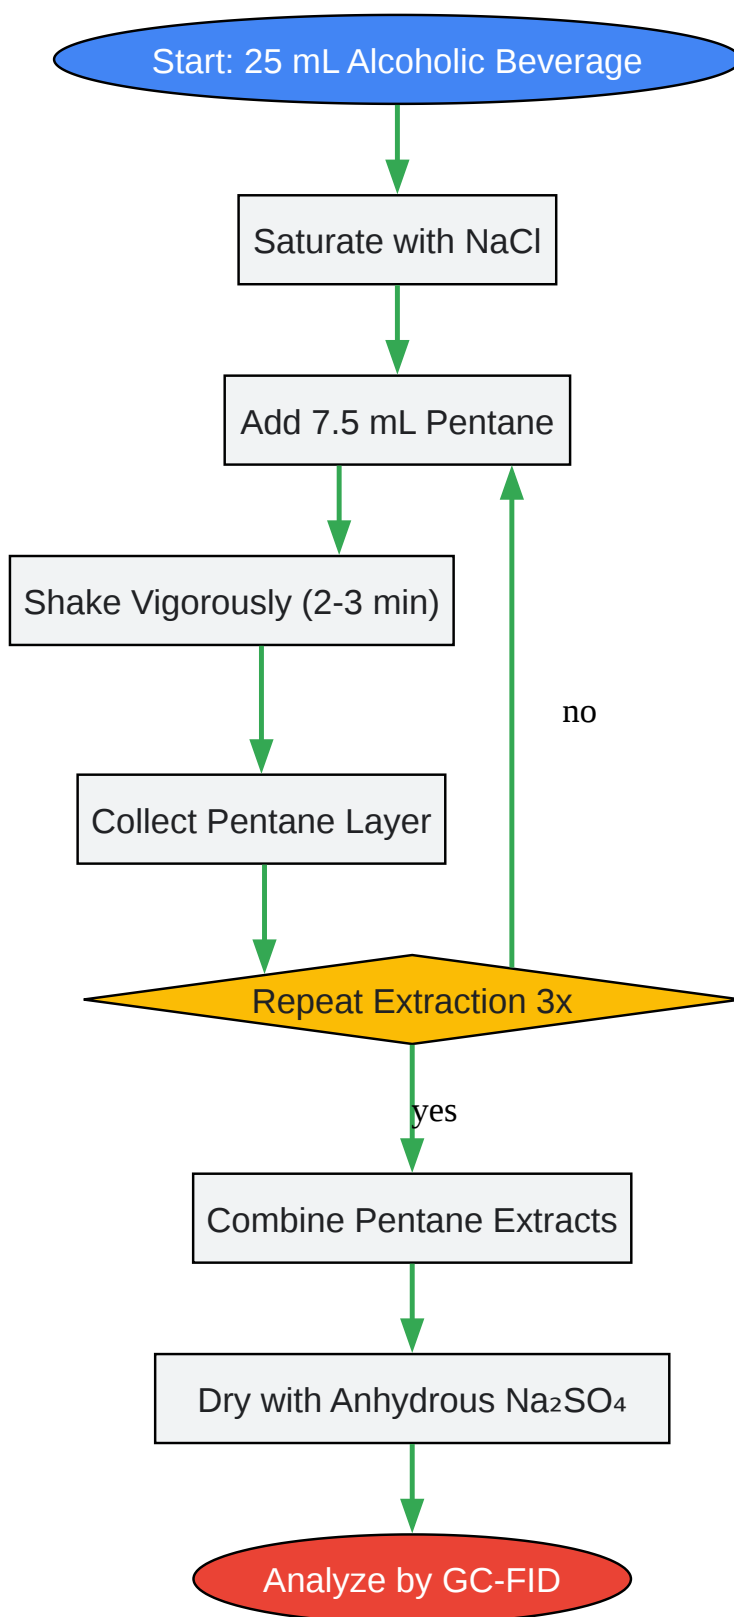 Start: 25 mL Alcoholic Beverage
Saturate with NaCl
Add 7.5 mL Pentane
Shake Vigorously (2-3 min)
no
Collect Pentane Layer
Repeat Extraction 3x
yes
Combine Pentane Extracts
Dry with Anhydrous Na₂SO₄
Analyze by GC-FID